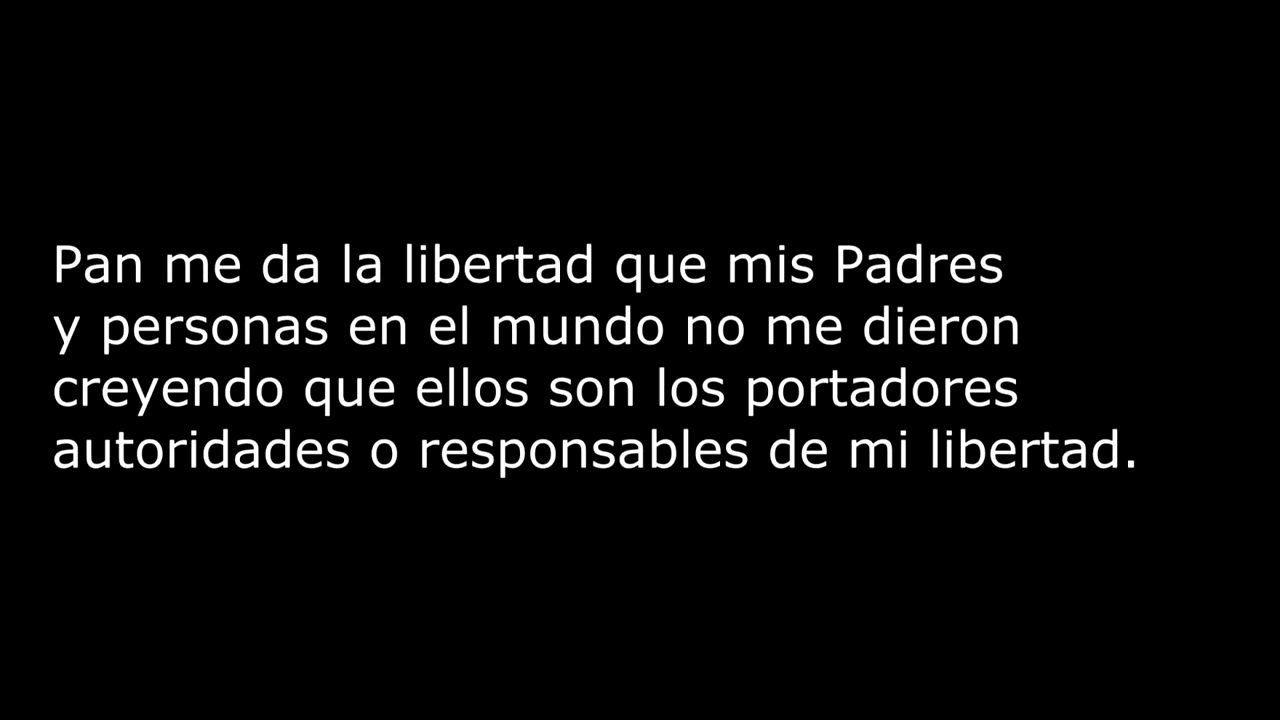 Pan me da la libertad que mis Padres
y personas en el mundo no me dieron
creyendo que ellos son los portadores
autoridades o responsables de mi libertad.